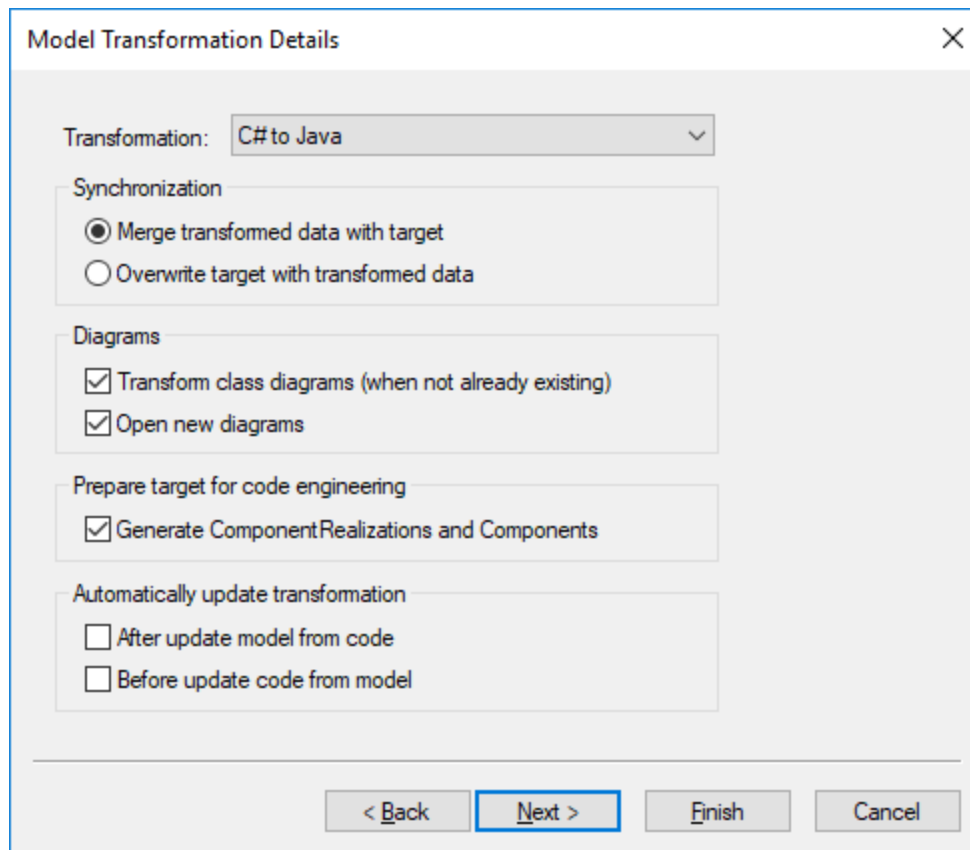 Model Transformation Details
Transformation: C# to Java
Synchronization
Merge transformed data with target
Overwrite target with transformed data
Diagrams
Transform class diagrams (when not already existing)
Open new diagrams
Prepare target for code engineering
Generate ComponentRealizations and Components
Automatically update transformation
After update model from code
Before update code from model
< Back Next > Finish Cancel